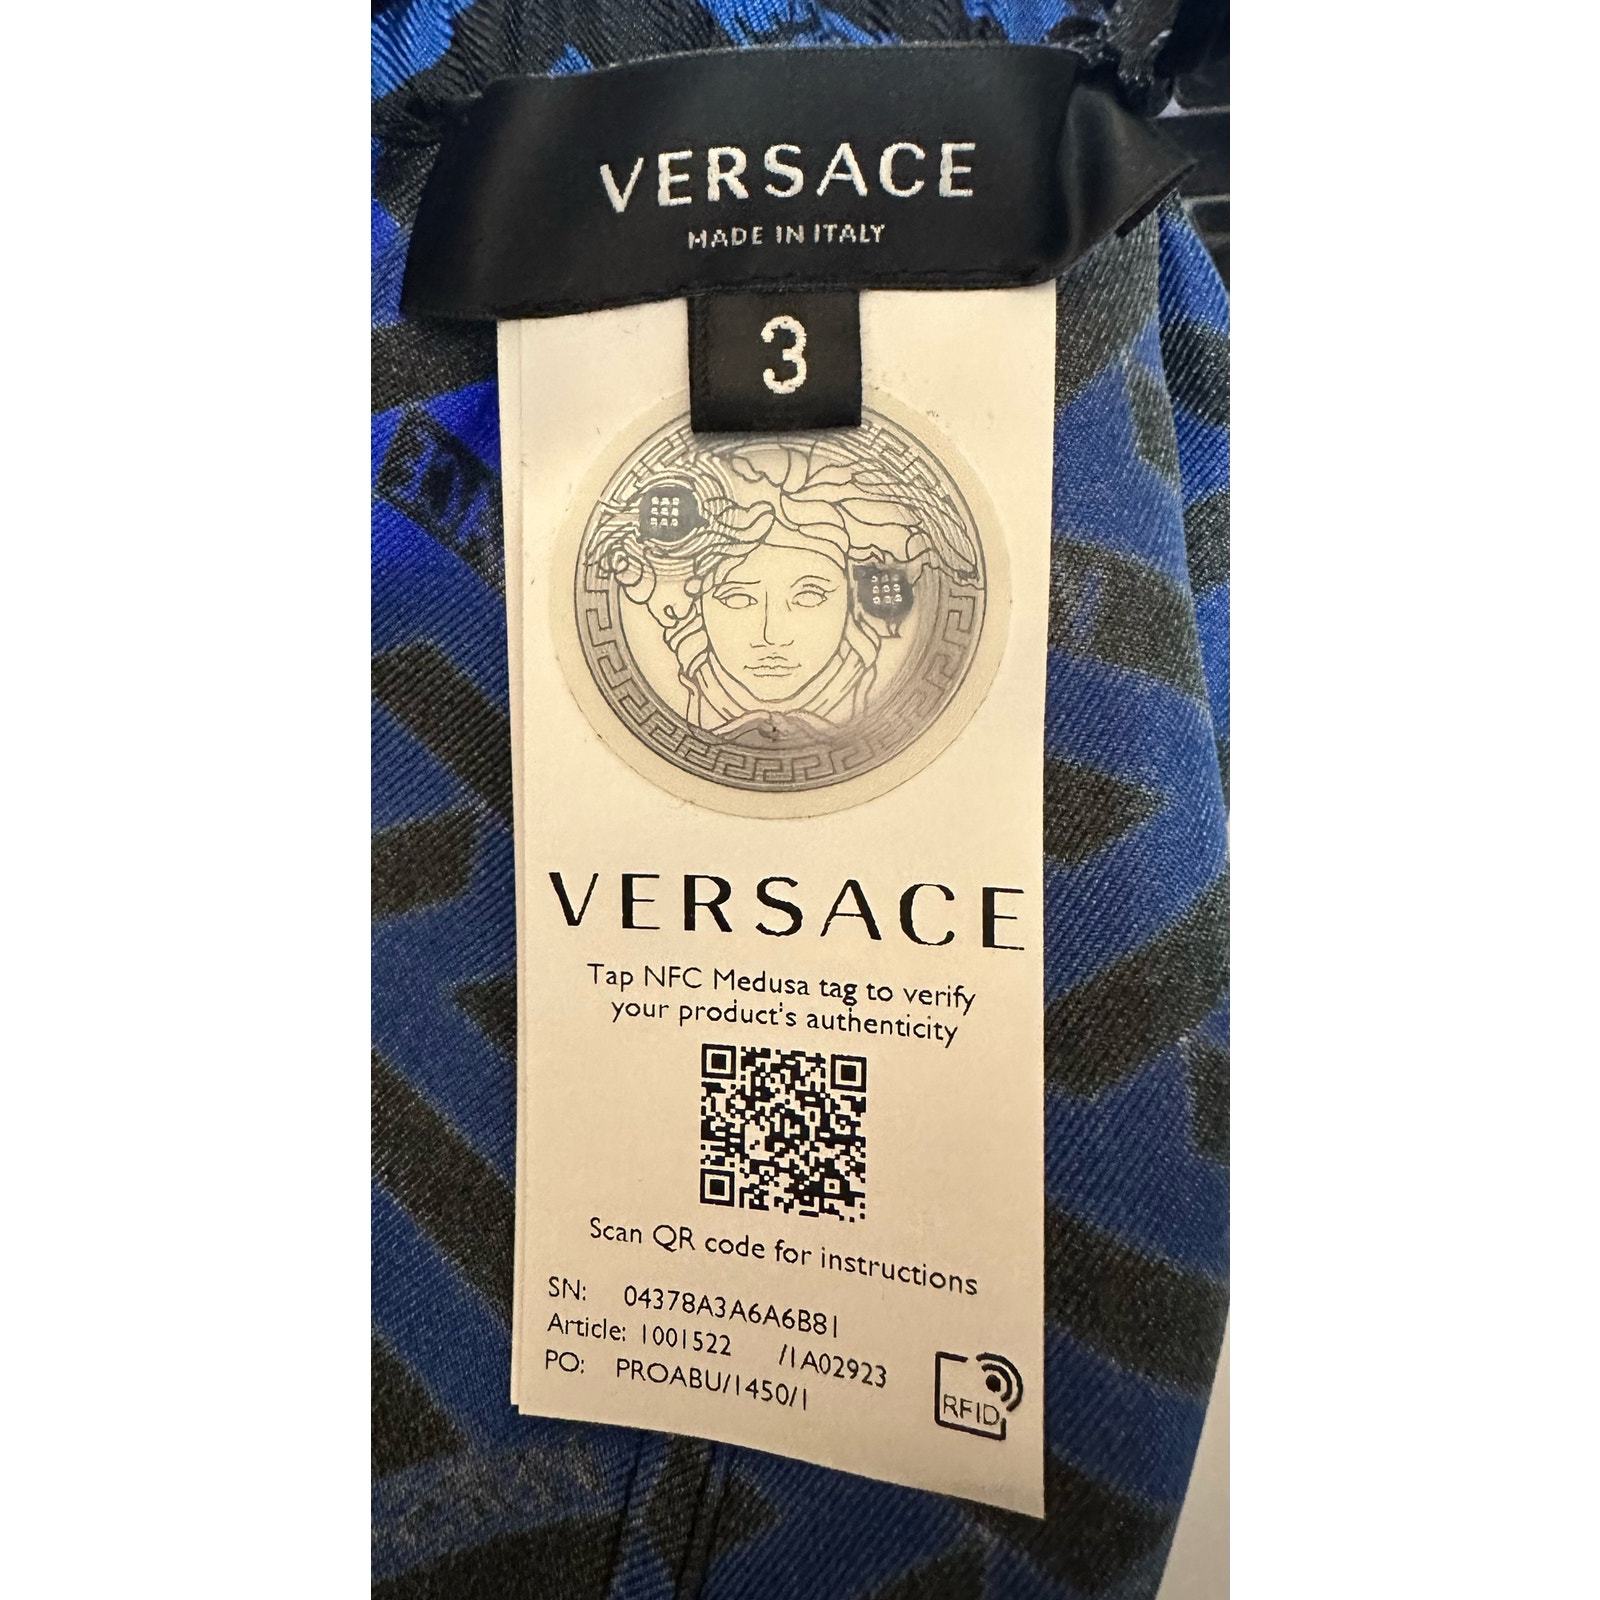 VERSACE
MADE IN ITALY
3
VERSACE
Tap NFC Medusa tag to verify
your product's authenticity
Scan QR code for instructions
SN: 04378A3A6A6B81
Article: 1001522 /1A02923
PO: PROABU/1450/1
RFID